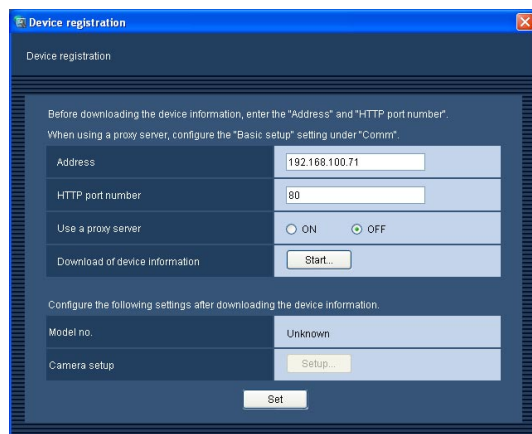 Device registration
Device registration
Before downloading the device information, enter the "Address" and "HTTP port number".
When using a proxy server, configure the "Basic setup" setting under "Comm".
Address 192.168.100.71
HTTP port number 80
Use a proxy server ON OFF
Download of device information Start...
Configure the following settings after downloading the device information.
Model no. Unknown
Camera setup Setup...
Set